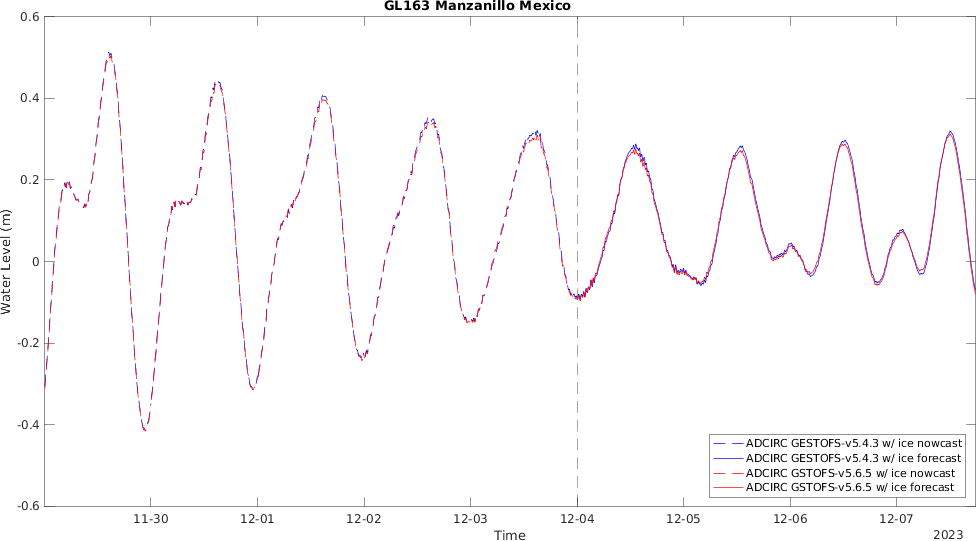 GL163 Manzanillo Mexico
0.6
0.4
0.2
0
-0.2
-0.4
-0.6
Water Level (m)
11-30
12-01
12-02
12-03
12-04
12-05
12-06
12-07
Time
2023
ADCIRC GESTOFS-v5.4.3 w/ ice nowcast
ADCIRC GESTOFS-v5.4.3 w/ ice forecast
ADCIRC GSTOFS-v5.6.5 w/ ice nowcast
ADCIRC GSTOFS-v5.6.5 w/ ice forecast